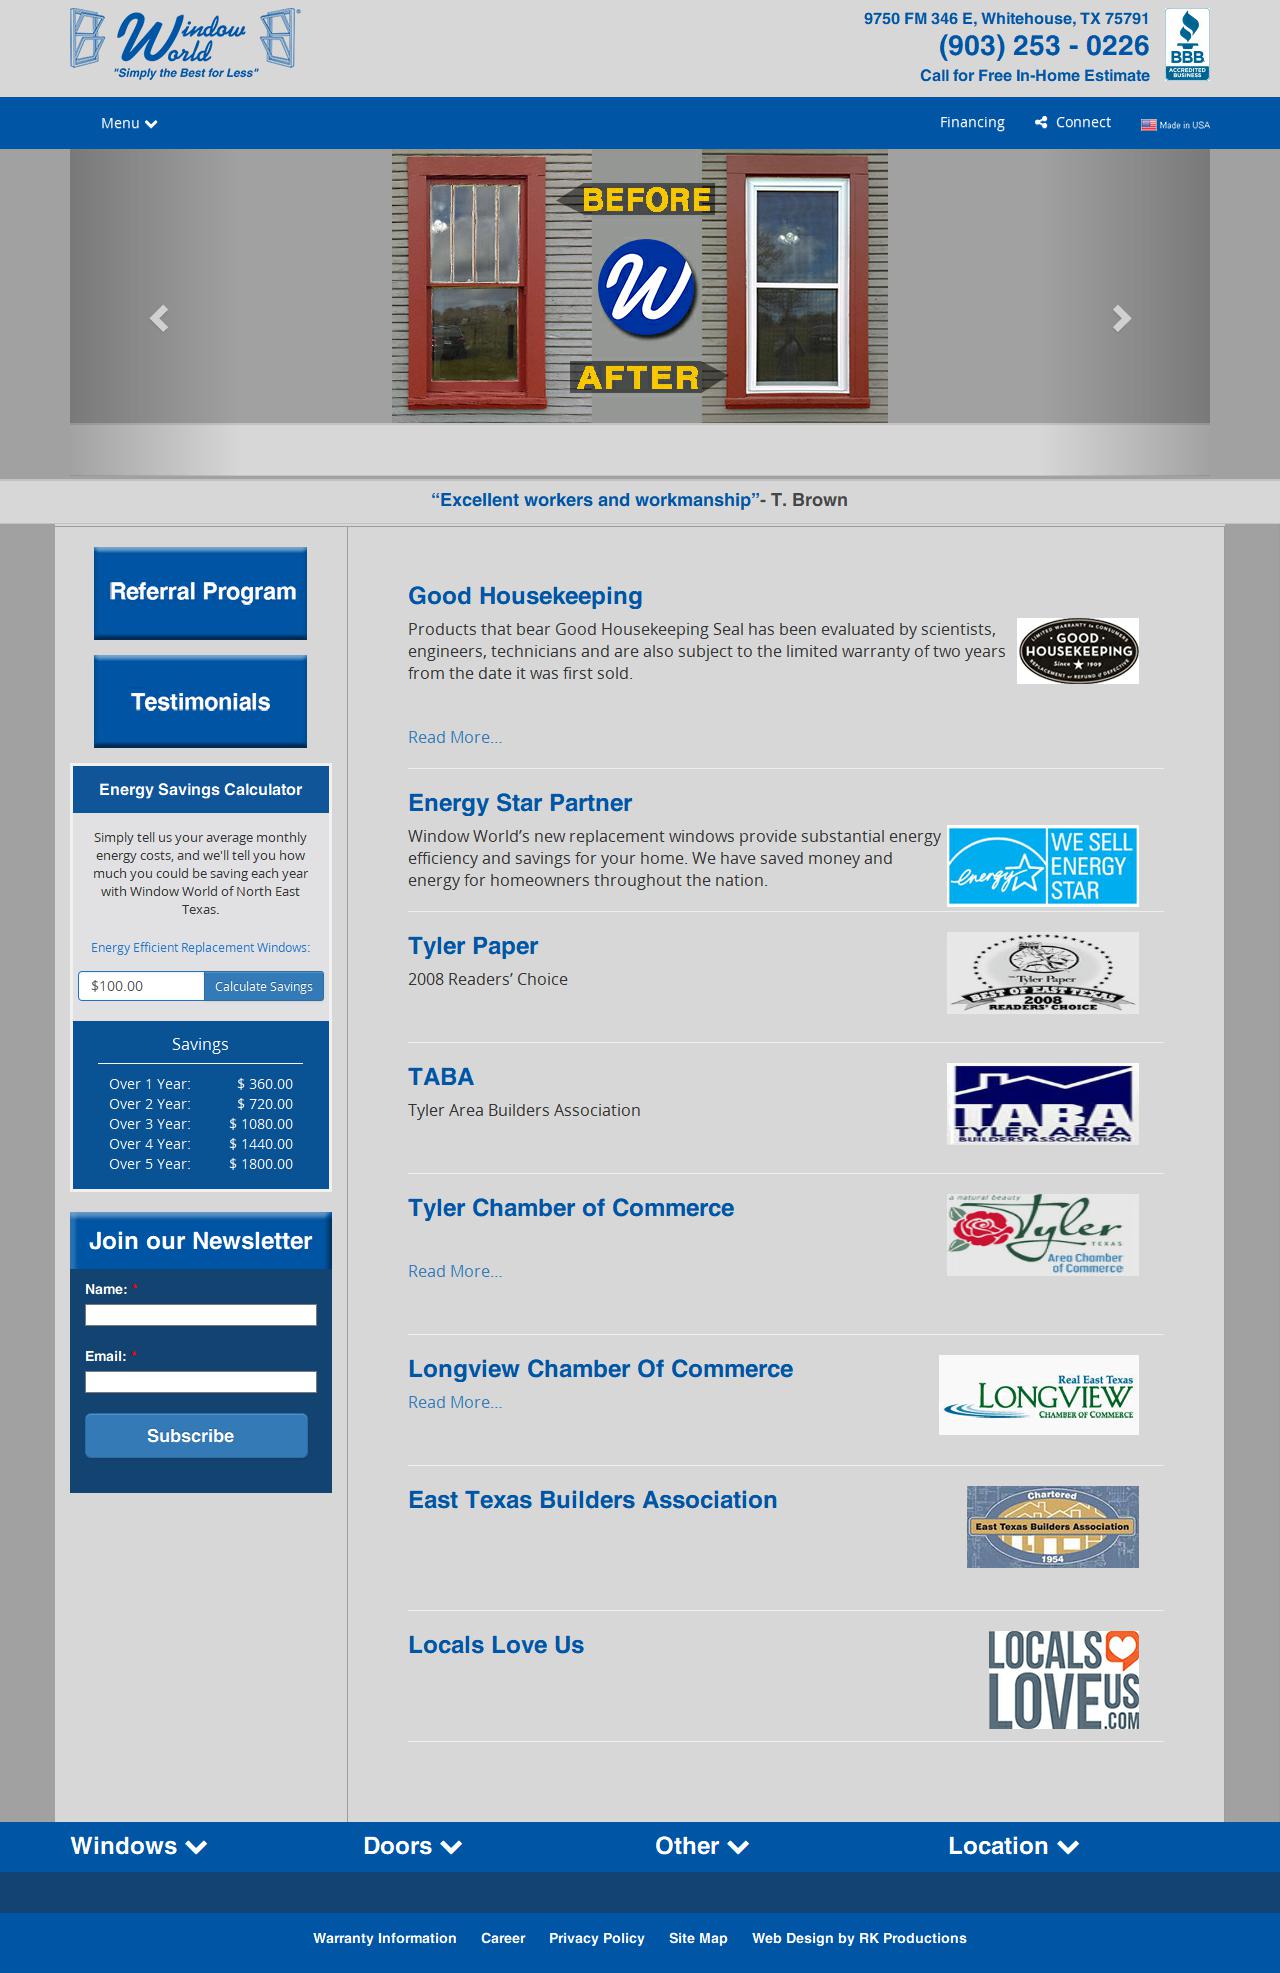 Window World®
"Simply the Best for Less"
9750 FM 346 E, Whitehouse, TX 75791
(903) 253 - 0226
Call for Free In-Home Estimate
BBB
ACCREDITED BUSINESS
Menu
Financing
Connect
Made in USA
BEFORE
W
AFTER
“Excellent workers and workmanship”- T. Brown
Referral Program
Testimonials
Energy Savings Calculator
Simply tell us your average monthly
energy costs, and we'll tell you how
much you could be saving each year
with Window World of North East
Texas.
Energy Efficient Replacement Windows:
$100.00
Calculate Savings
Savings
Over 1 Year: $ 360.00
Over 2 Year: $ 720.00
Over 3 Year: $ 1080.00
Over 4 Year: $ 1440.00
Over 5 Year: $ 1800.00
Join our Newsletter
Name: *
Email: *
Subscribe
Good Housekeeping
Products that bear Good Housekeeping Seal has been evaluated by scientists,
engineers, technicians and are also subject to the limited warranty of two years
from the date it was first sold.
LIMITED WARRANTY to CONSUMERS
GOOD
HOUSEKEEPING
Since 1909
REPLACEMENT or REFUND if DEFECTIVE
Read More...
Energy Star Partner
Window World’s new replacement windows provide substantial energy
efficiency and savings for your home. We have saved money and
energy for homeowners throughout the nation.
energy
WE SELL
ENERGY
STAR
Tyler Paper
2008 Readers’ Choice
Tyler Paper
BEST OF EAST TEXAS
2008
READERS' CHOICE
TABA
Tyler Area Builders Association
TABA
TYLER AREA
BUILDERS ASSOCIATION
Tyler Chamber of Commerce
Read More...
a natural beauty
Tyler
TEXAS
Area Chamber
of Commerce
Longview Chamber Of Commerce
Read More...
Real East Texas
LONGVIEW
CHAMBER OF COMMERCE
East Texas Builders Association
Chartered
East Texas Builders Association
1954
Locals Love Us
LOCALS
LOVE US
.COM
Windows
Doors
Other
Location
Warranty Information
Career
Privacy Policy
Site Map
Web Design by RK Productions